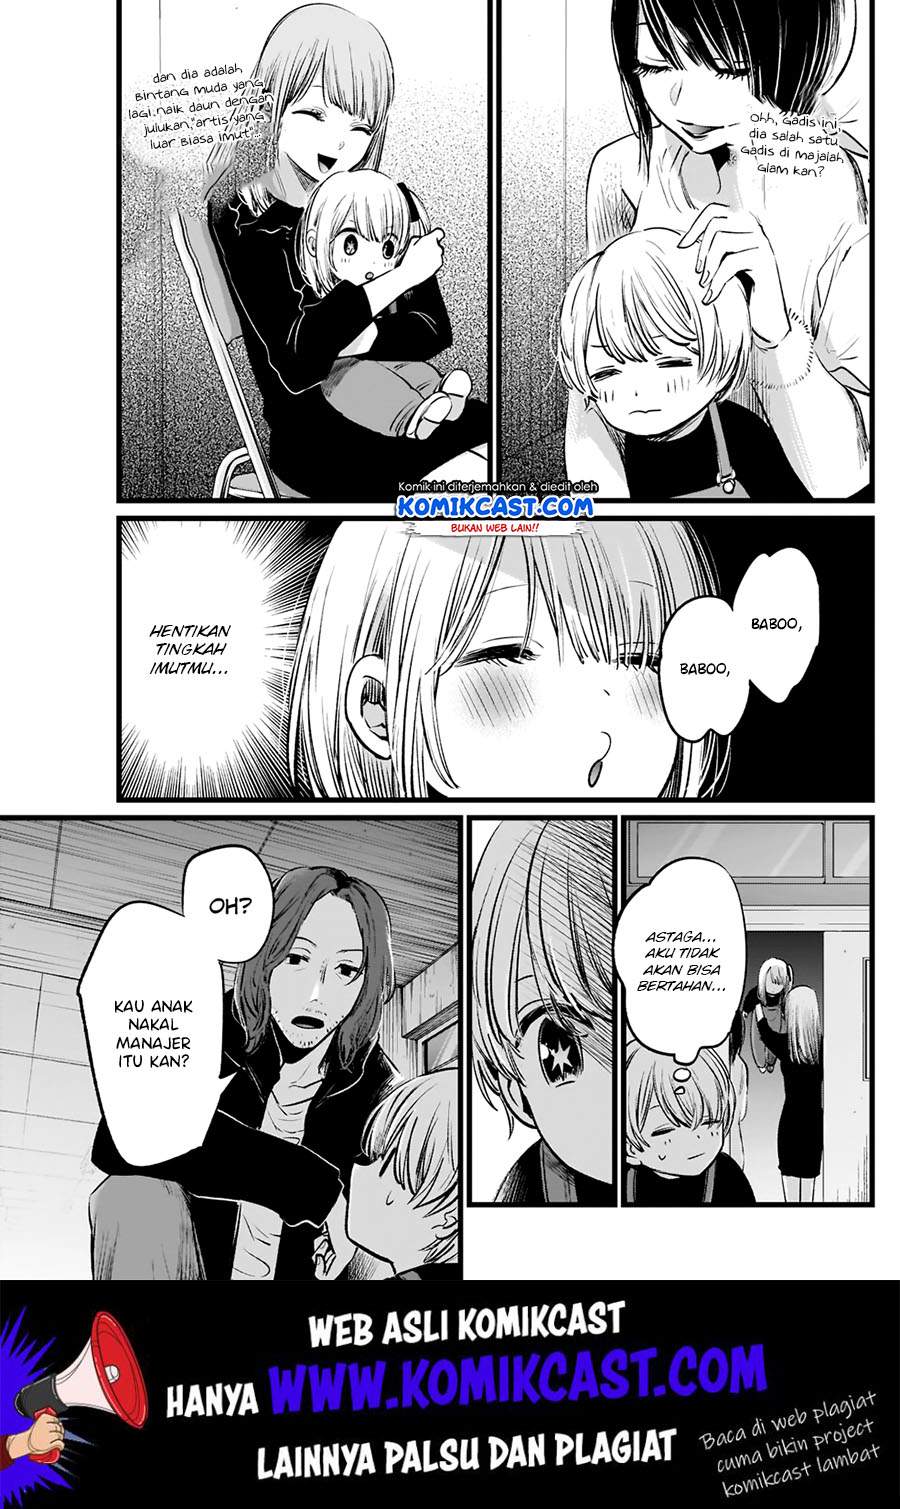 Ohh, Gadis ini
dia salah satu
Gadis di majalah
Glam kan?
dan dia adalah
Bintang muda yang
lagi naik daun dengan
julukan,"artis yang
luar biasa imut"...
Komik ini diterjemahkan & diedit oleh
KOMIKCAST.COM
BUKAN WEB LAIN!!
BABOO,
BABOO,
HENTIKAN
TINGKAH
IMUTMU...
ASTAGA...
AKU TIDAK
AKAN BISA
BERTAHAN...
OH?
KAU ANAK
NAKAL
MANAJER
ITU KAN?
WEB ASLI KOMIKCAST
HANYA WWW.KOMIKCAST.COM
LAINNYA PALSU DAN PLAGIAT
Baca di web plagiat
cuma bikin project
komikcast lambat